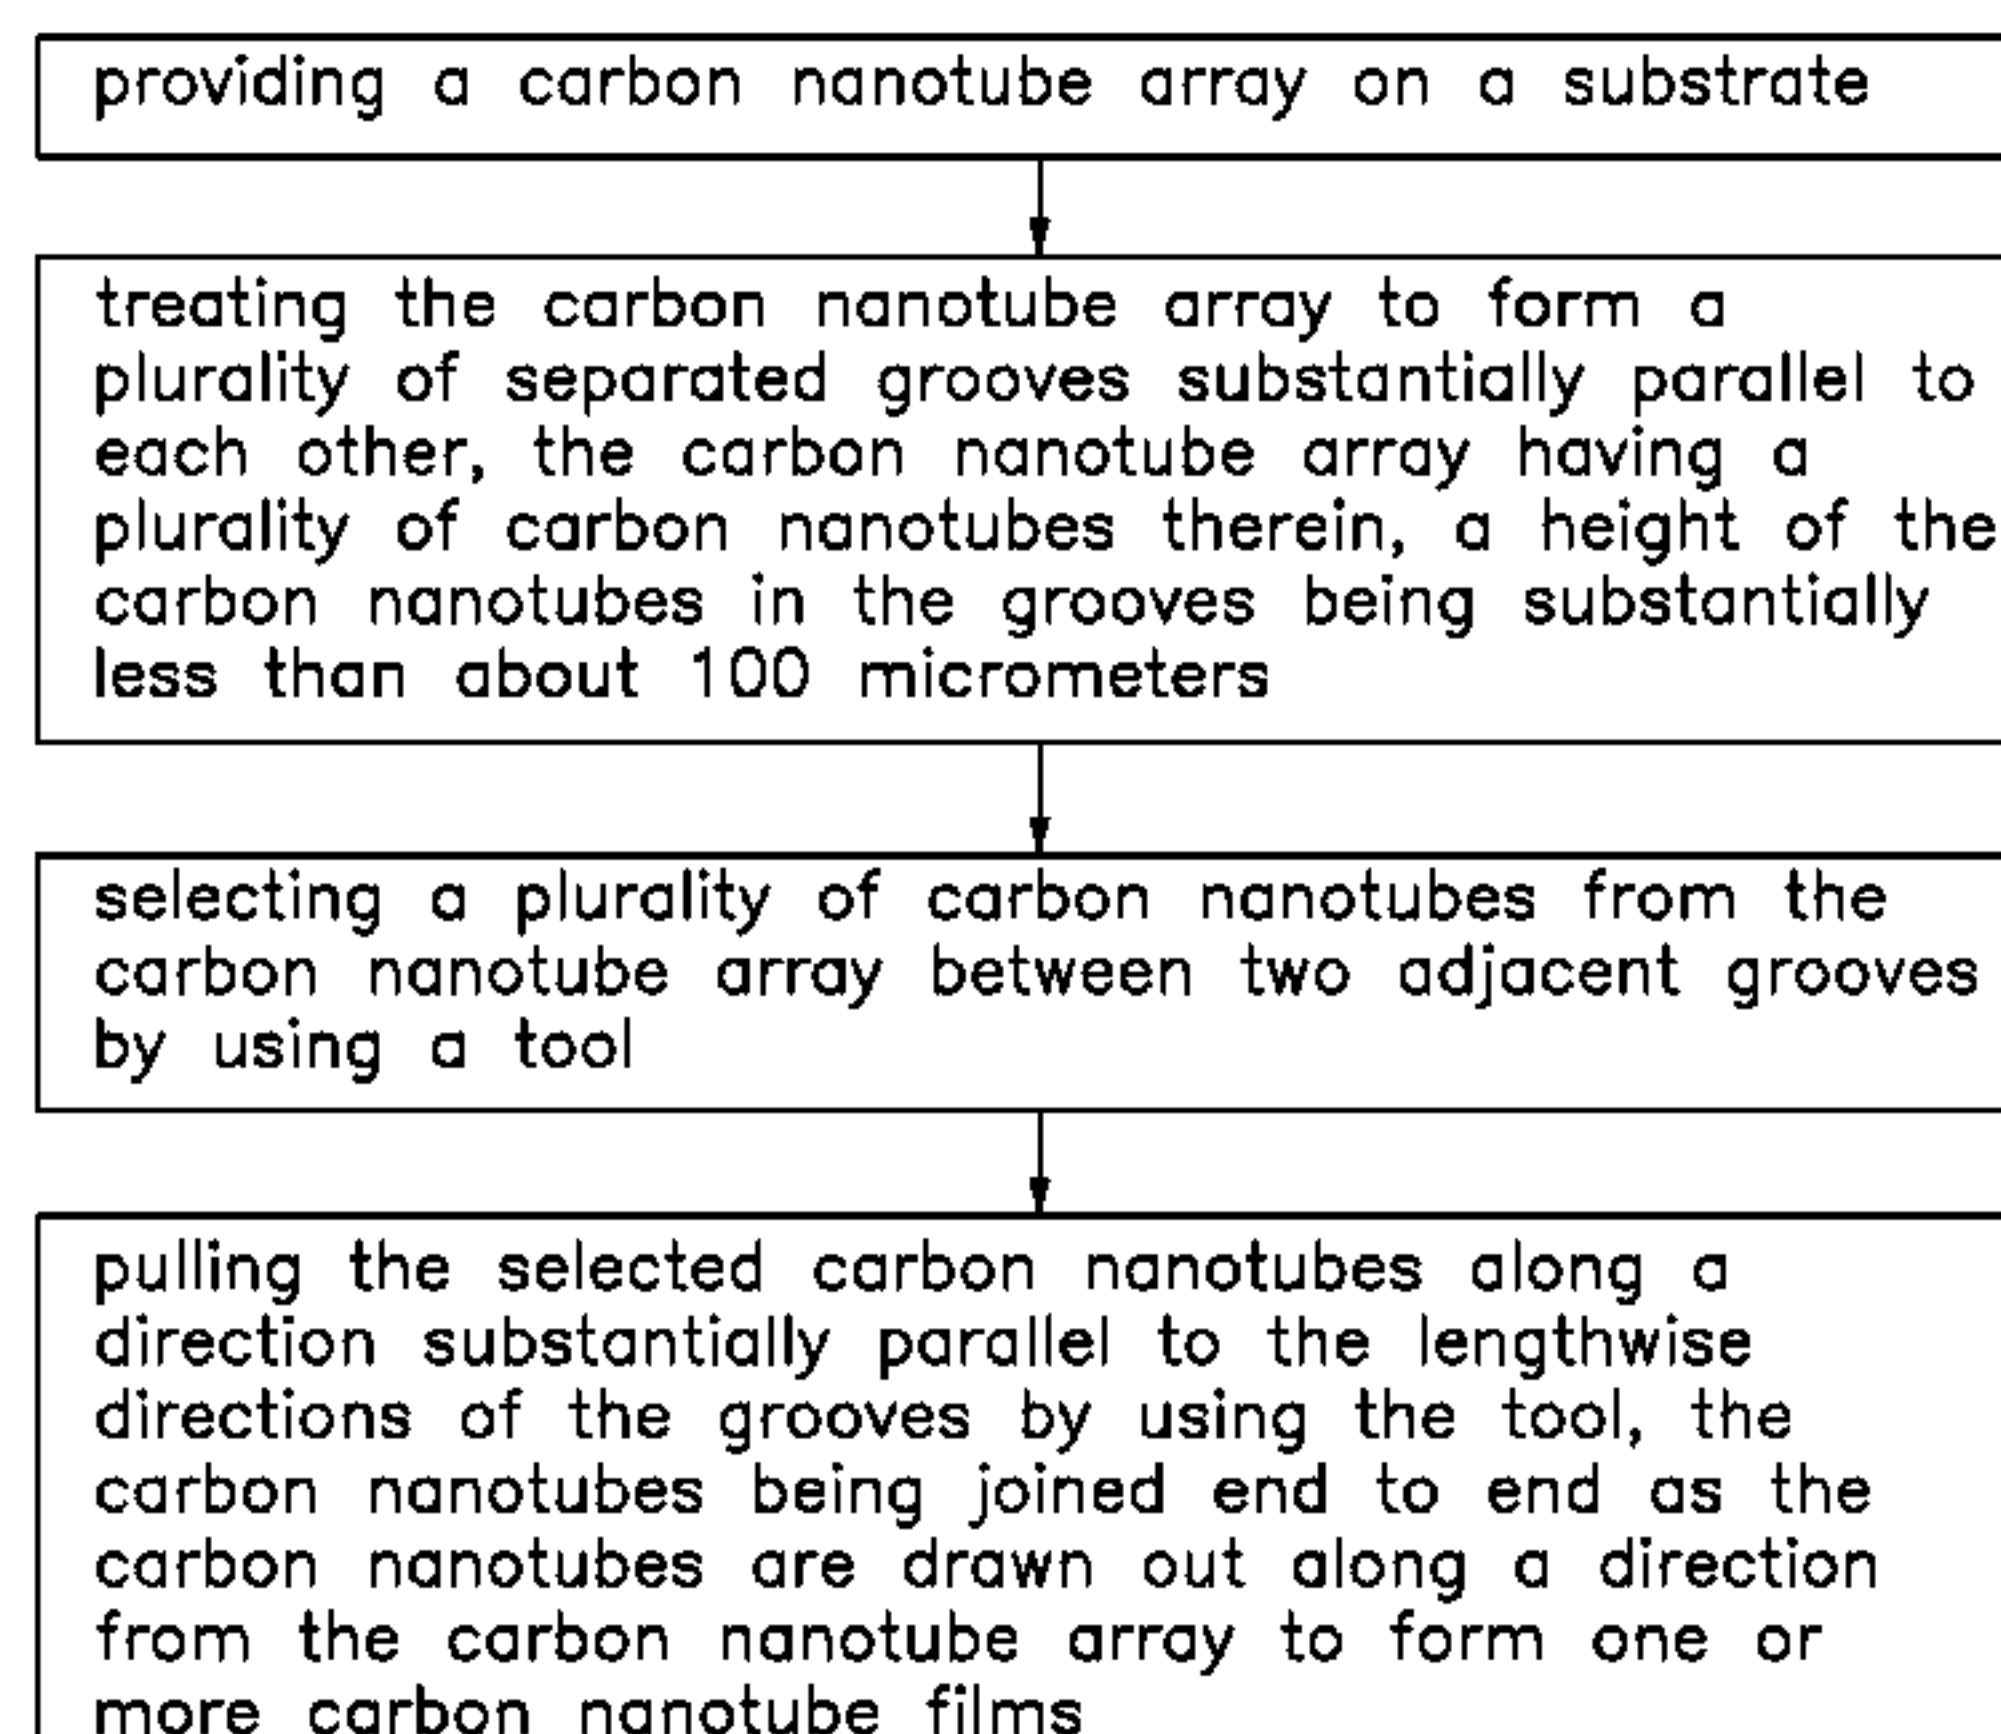 providing a carbon nanotube array on a substrate
treating the carbon nanotube array to form a
plurality of separated grooves substantially parallel to
each other, the carbon nanotube array having a
plurality of carbon nanotubes therein, a height of the
carbon nanotubes in the grooves being substantially
less than about 100 micrometers
selecting a plurality of carbon nanotubes from the
carbon nanotube array between two adjacent grooves
by using a tool
pulling the selected carbon nanotubes along a
direction substantially parallel to the lengthwise
directions of the grooves by using the tool, the
carbon nanotubes being joined end to end as the
carbon nanotubes are drawn out along a direction
from the carbon nanotube array to form one or
more carbon nanotube films